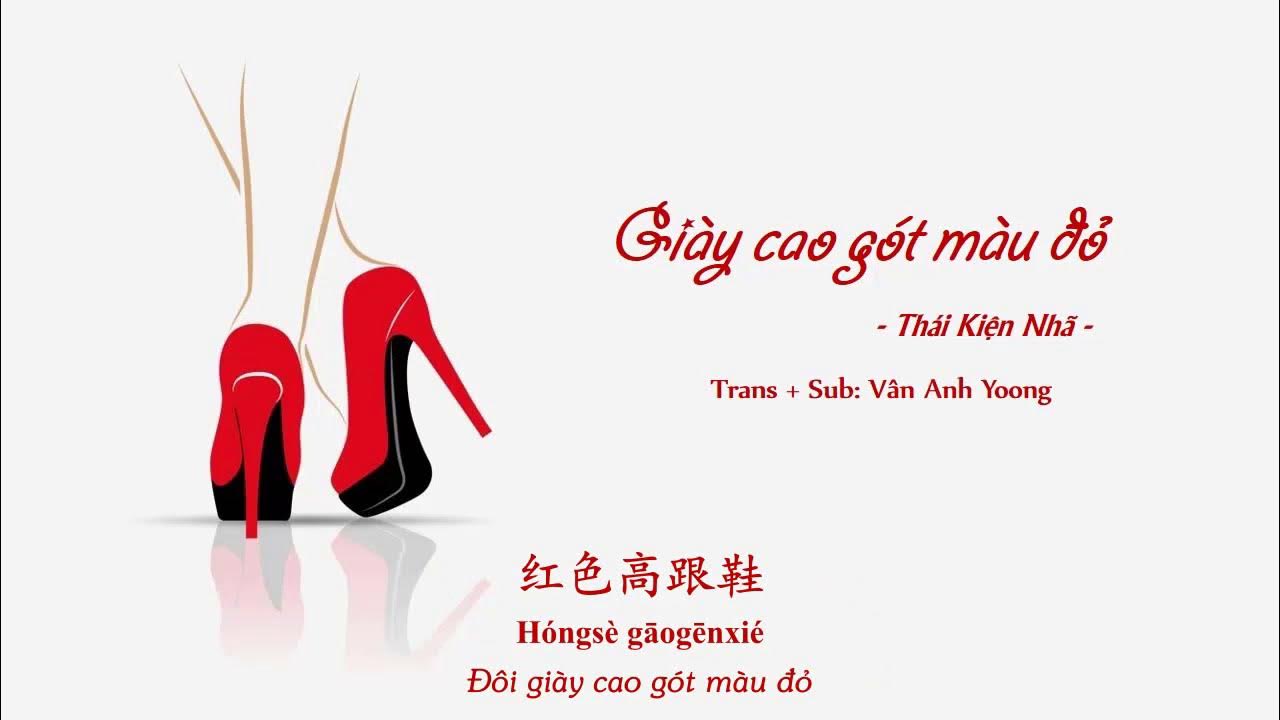 Giày cao gót màu đỏ
- Thái Kiện Nhã -
Trans + Sub: Vân Anh Yoong
红色高跟鞋
Hóngsè gāogēnxié
Đôi giày cao gót màu đỏ